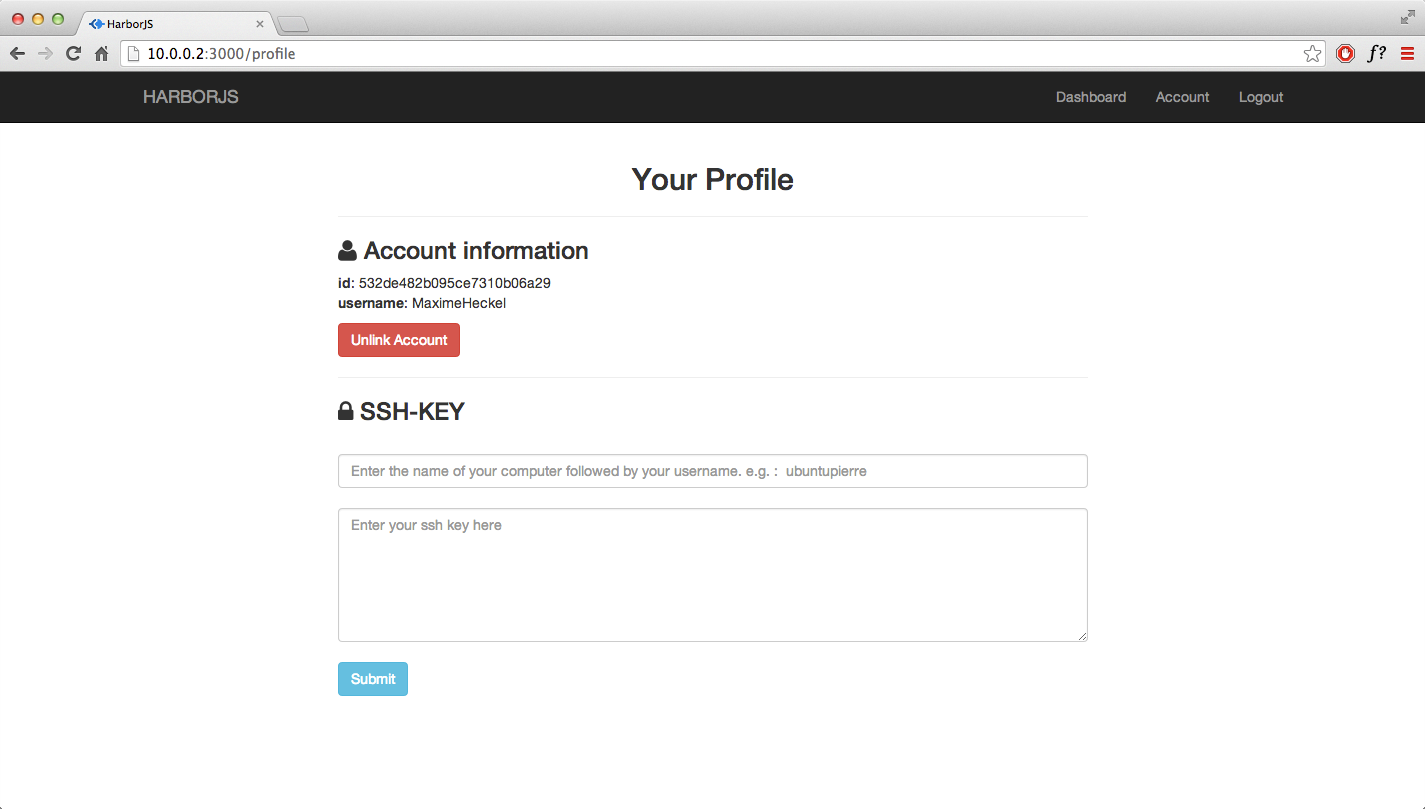 HarborJS
10.0.0.2:3000/profile
f?
HARBORJS
Dashboard Account Logout
Your Profile
Account information
id: 532de482b095ce7310b06a29
username: MaximeHeckel
Unlink Account
SSH-KEY
Enter the name of your computer followed by your username. e.g. : ubuntupierre
Enter your ssh key here
Submit